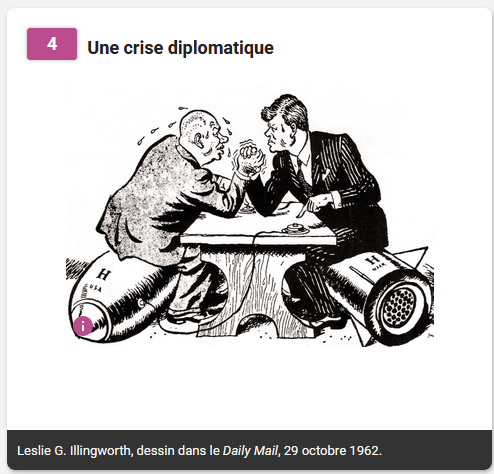 4 Une crise diplomatique
H
USA
H
USSR
i
Leslie G. Illingworth, dessin dans le Daily Mail, 29 octobre 1962.